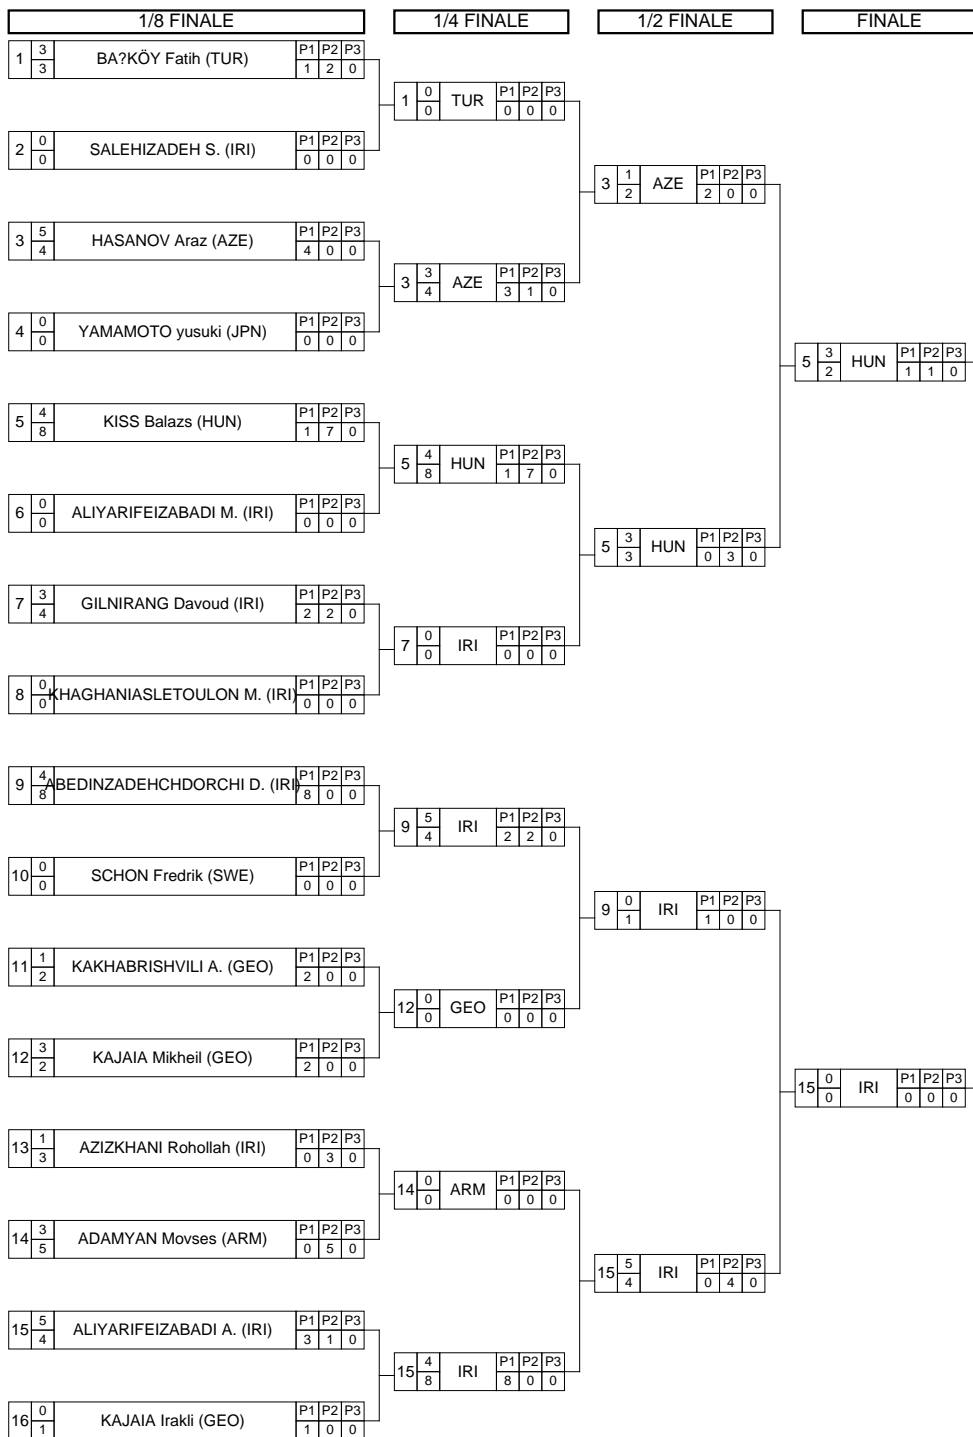 1/8 FINALE 1/4 FINALE 1/2 FINALE FINALE
1 3 3 BA?KÖY Fatih (TUR) P1 P2 P3 1 2 0
1 0 0 TUR P1 P2 P3 0 0 0
2 0 0 SALEHIZADEH S. (IRI) P1 P2 P3 0 0 0
3 1 2 AZE P1 P2 P3 2 0 0
3 5 4 HASANOV Araz (AZE) P1 P2 P3 4 0 0
3 3 4 AZE P1 P2 P3 3 1 0
4 0 0 YAMAMOTO yusuki (JPN) P1 P2 P3 0 0 0
5 3 2 HUN P1 P2 P3 1 1 0
5 4 8 KISS Balazs (HUN) P1 P2 P3 1 7 0
5 4 8 HUN P1 P2 P3 1 7 0
6 0 0 ALIYARIFEIZABADI M. (IRI) P1 P2 P3 0 0 0
5 3 3 HUN P1 P2 P3 0 3 0
7 3 4 GILNIRANG Davoud (IRI) P1 P2 P3 2 2 0
7 0 0 IRI P1 P2 P3 0 0 0
8 0 0 KHAGHANIASLETOULON M. (IRI) P1 P2 P3 0 0 0
9 4 8 ABEDINZADEHCHDORCHI D. (IRI) P1 P2 P3 8 0 0
9 5 4 IRI P1 P2 P3 2 2 0
10 0 0 SCHON Fredrik (SWE) P1 P2 P3 0 0 0
9 0 1 IRI P1 P2 P3 1 0 0
11 1 2 KAKHABRISHVILI A. (GEO) P1 P2 P3 2 0 0
12 0 0 GEO P1 P2 P3 0 0 0
12 3 2 KAJAIA Mikheil (GEO) P1 P2 P3 2 0 0
15 0 0 IRI P1 P2 P3 0 0 0
13 1 3 AZIZKHANI Rohollah (IRI) P1 P2 P3 0 3 0
14 0 0 ARM P1 P2 P3 0 0 0
14 3 5 ADAMYAN Movses (ARM) P1 P2 P3 0 5 0
15 5 4 IRI P1 P2 P3 0 4 0
15 5 4 ALIYARIFEIZABADI A. (IRI) P1 P2 P3 3 1 0
15 4 8 IRI P1 P2 P3 8 0 0
16 0 1 KAJAIA Irakli (GEO) P1 P2 P3 1 0 0